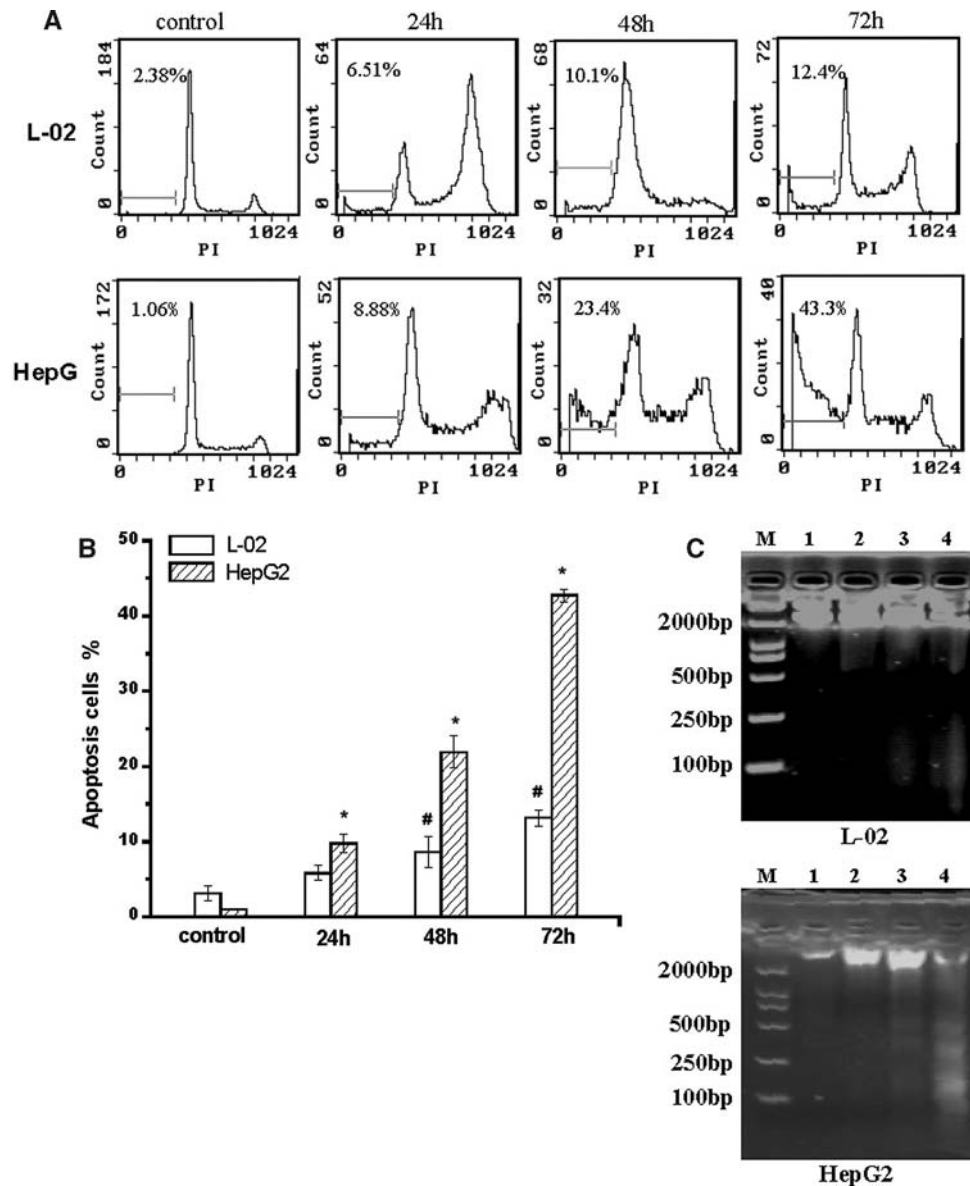 A
control
24h
48h
72h
L-02
184
Count
0
2.38%
0
1024
PI
64
Count
0
6.51%
0
1024
PI
68
Count
0
10.1%
0
1024
PI
72
Count
0
12.4%
0
1024
PI
HepG
172
Count
0
1.06%
0
1024
PI
52
Count
0
8.88%
0
1024
PI
32
Count
0
23.4%
0
1024
PI
40
Count
0
43.3%
0
1024
PI
B
L-02
HepG2
Apoptosis cells %
50
40
30
20
10
0
*
*
#
*
#
control
24h
48h
72h
C
M 1 2 3 4
2000bp
500bp
250bp
100bp
L-02
M 1 2 3 4
2000bp
500bp
250bp
100bp
HepG2